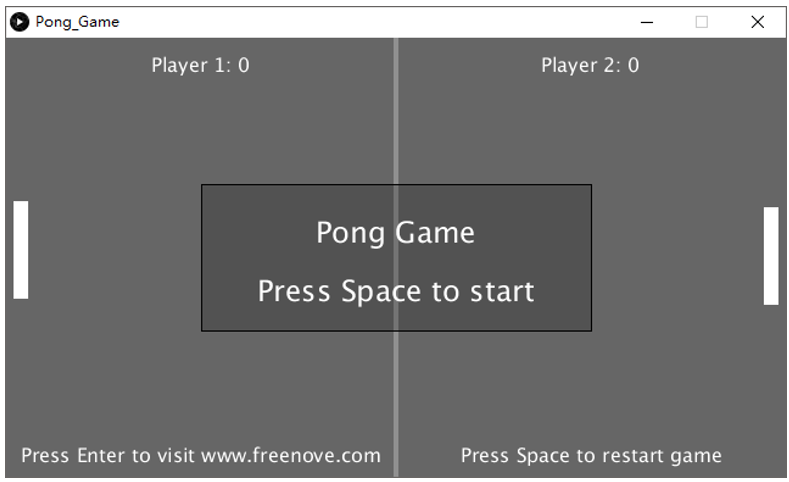 Pong_Game
Player 1: 0
Player 2: 0
Pong Game
Press Space to start
Press Enter to visit www.freenove.com
Press Space to restart game